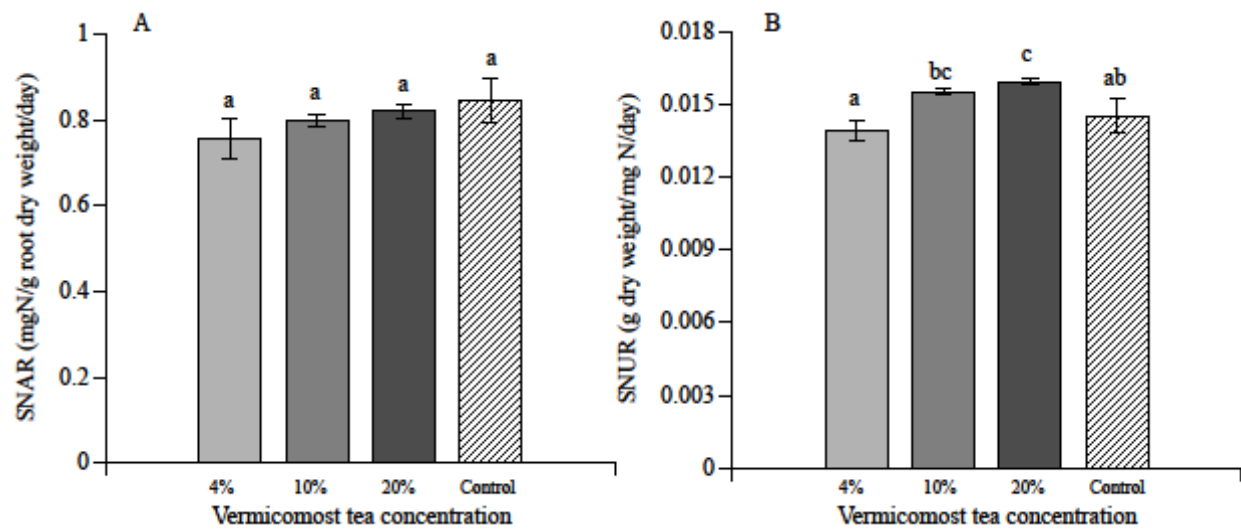 A
SNAR (mgN/g root dry weight/day)
1
0.8
0.6
0.4
0.2
0
a
a
a
a
4%
10%
20%
Control
Vermicomost tea concentration
B
SNUR (g dry weight/mg N/day)
0.018
0.015
0.012
0.009
0.006
0.003
0
a
bc
c
ab
4%
10%
20%
Control
Vermicomost tea concentration